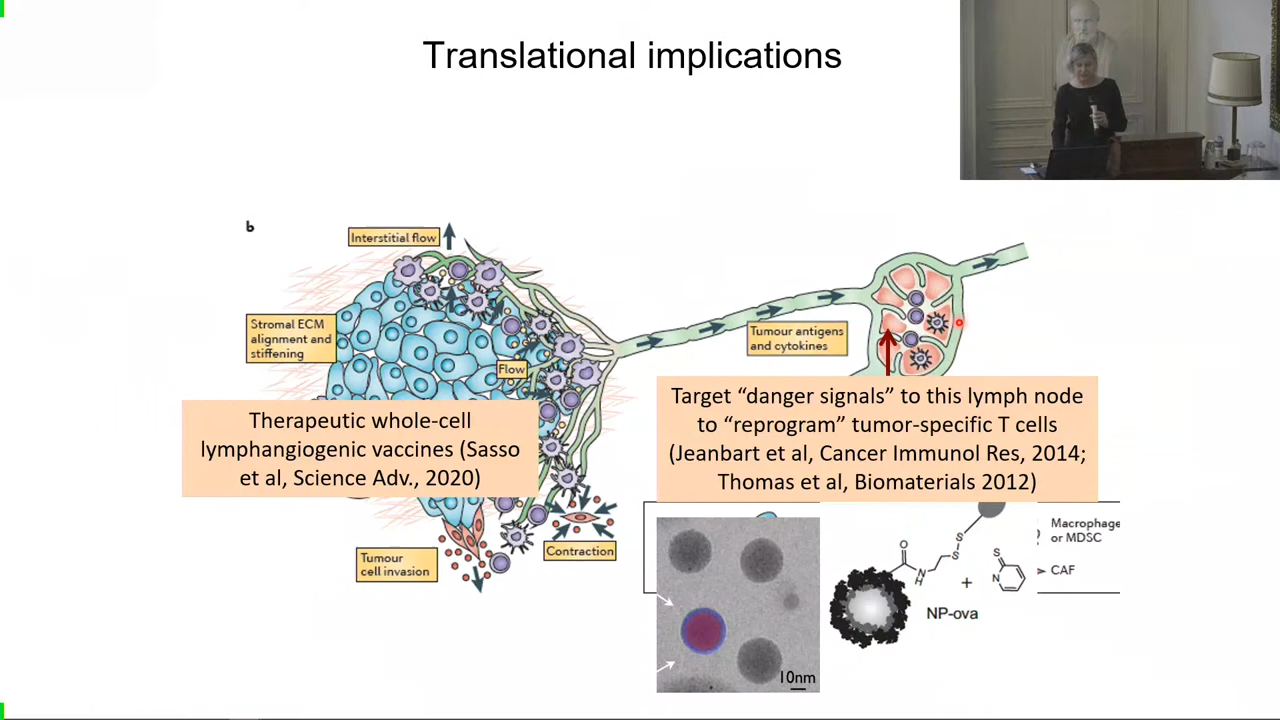 Translational implications
b
Interstitial flow
Stromal ECM
alignment and
stiffening
Flow
Tumour antigens
and cytokines
Therapeutic whole-cell
lymphangiogenic vaccines (Sasso
et al, Science Adv., 2020)
Target “danger signals” to this lymph node
to “reprogram” tumor-specific T cells
(Jeanbart et al, Cancer Immunol Res, 2014;
Thomas et al, Biomaterials 2012)
Tumour
cell invasion
Contraction
Macrophage
or MDSC
CAF
O
N
H
S
S
+
S
N
NP-ova
10nm